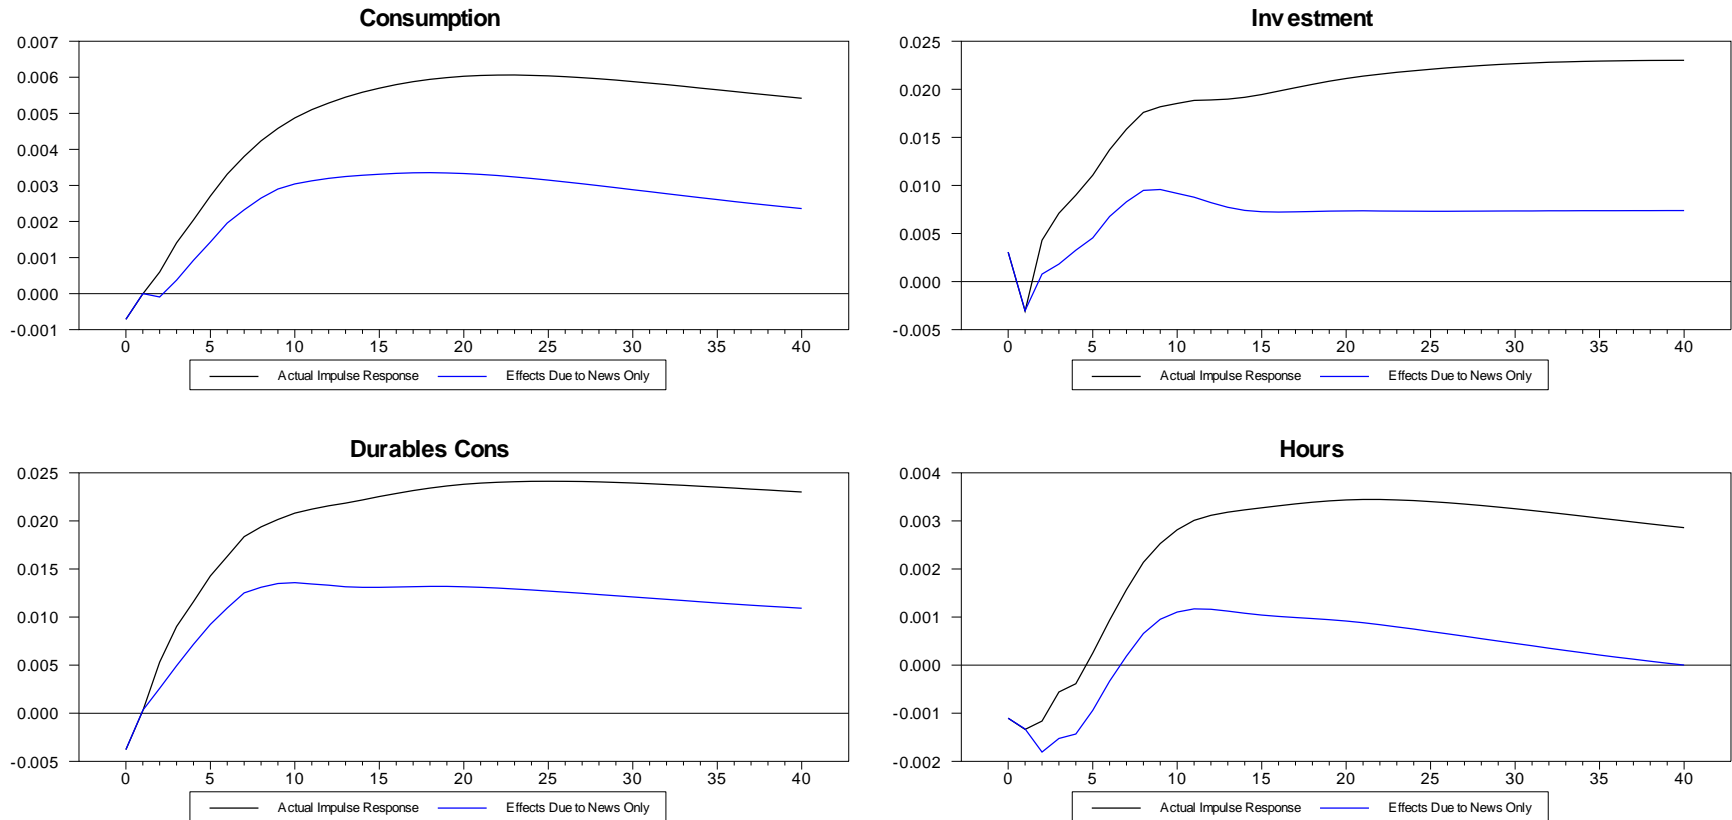 Consumption
0.007
0.006
0.005
0.004
0.003
0.002
0.001
0.000
-0.001
0 5 10 15 20 25 30 35 40
Actual Impulse Response Effects Due to News Only
Investment
0.025
0.020
0.015
0.010
0.005
0.000
-0.005
0 5 10 15 20 25 30 35 40
Actual Impulse Response Effects Due to News Only
Durables Cons
0.025
0.020
0.015
0.010
0.005
0.000
-0.005
0 5 10 15 20 25 30 35 40
Actual Impulse Response Effects Due to News Only
Hours
0.004
0.003
0.002
0.001
0.000
-0.001
-0.002
0 5 10 15 20 25 30 35 40
Actual Impulse Response Effects Due to News Only